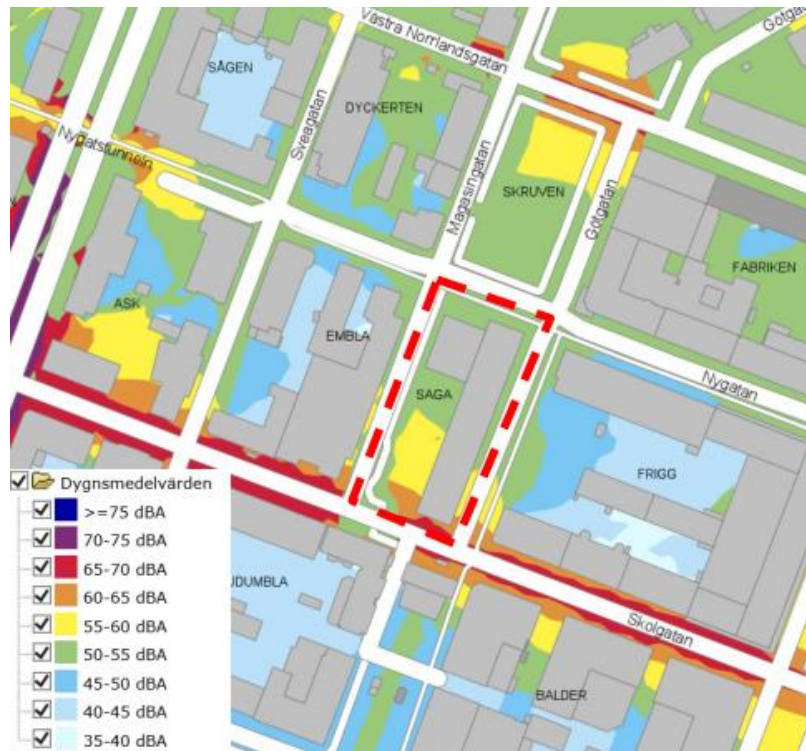 Västra Norrlandsgatan
Götgatan
SÅGEN
DYCKERTEN
Sveagatan
Nygatstunneln
Magasingatan
SKRUVEN
Götgatan
FABRIKEN
ASK
EMBLA
SAGA
Nygatan
FRIGG
Skolgatan
UDUMBLA
BALDER
Dygnsmedelvärden
>=75 dBA
70-75 dBA
65-70 dBA
60-65 dBA
55-60 dBA
50-55 dBA
45-50 dBA
40-45 dBA
35-40 dBA